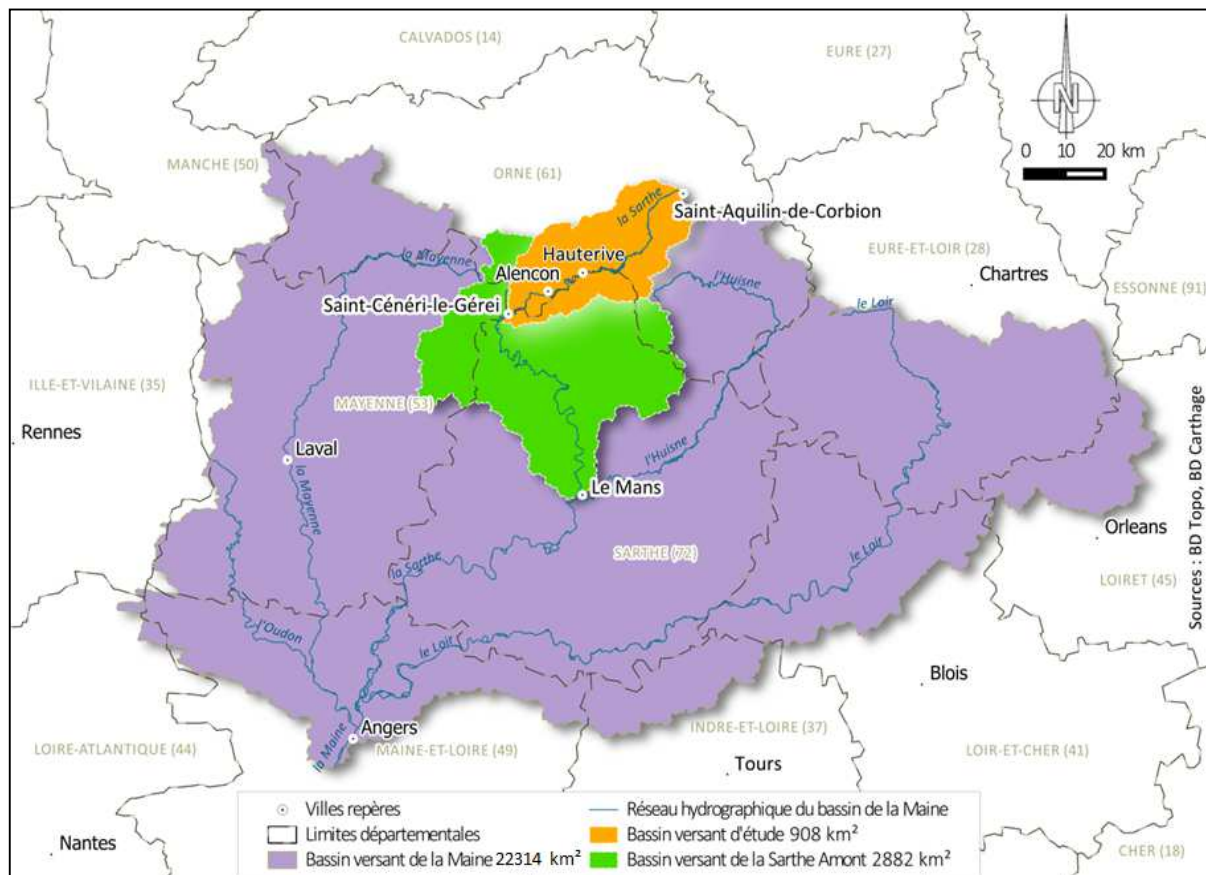 CALVADOS (14)
EURE (27)
N
0 10 20 km
MANCHE (50)
ORNE (61)
la Sarthe
Saint-Aquilin-de-Corbion
EURE-ET-LOIR (28)
la Mayenne
Hauterive
Alencon
l'Huisne
Chartres
ESSONNE (91)
Saint-Cénéri-le-Gérei
le Loir
ILLE-ET-VILAINE (35)
MAYENNE (53)
Rennes
Laval
l'Huisne
la Mayenne
Le Mans
Orleans
SARTHE (72)
le Loir
la Sarthe
LOIRET (45)
Sources : BD Topo, BD Carthage
l'Oudon
le Loir
Blois
Angers
la Maine
LOIRE-ATLANTIQUE (44)
MAINE-ET-LOIRE (49)
INDRE-ET-LOIRE (37)
LOIR-ET-CHER (41)
Tours
Nantes
CHER (18)
Villes repères
Limites départementales
Bassin versant de la Maine 22314 km²
Réseau hydrographique du bassin de la Maine
Bassin versant d'étude 908 km²
Bassin versant de la Sarthe Amont 2882 km²